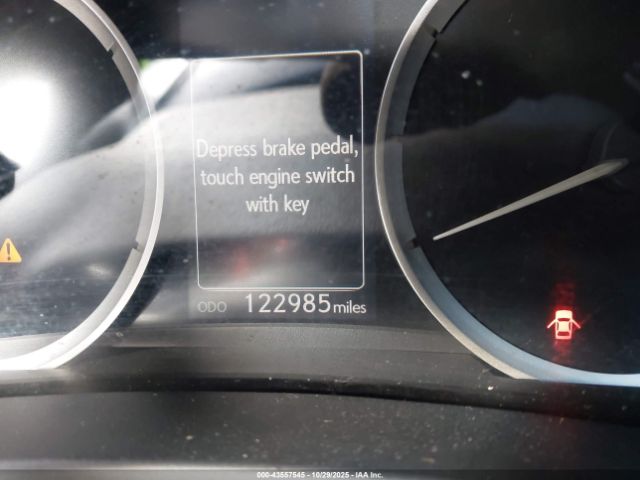 Depress brake pedal,
touch engine switch
with key
ODO 122985 miles
000-43557545 • 10/29/2025 • IAA Inc.